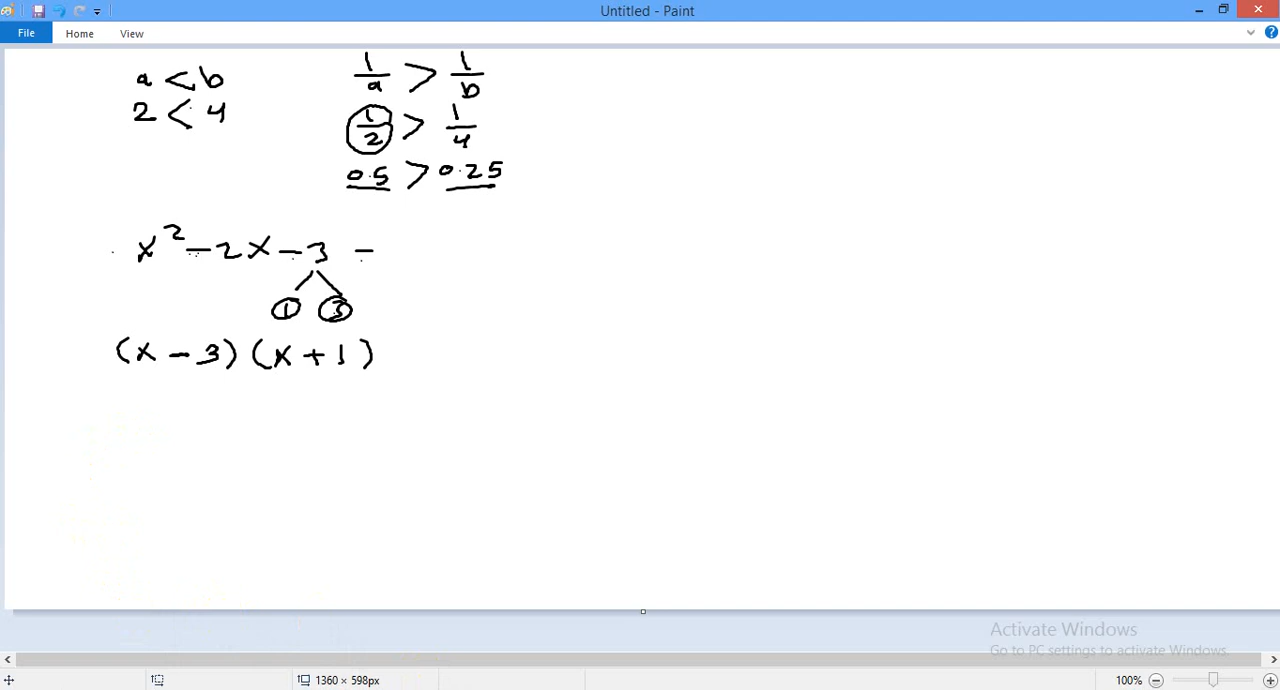 Untitled - Paint
File Home View
a < b 1/a > 1/b
2 < 4 1/2 > 1/4
0.5 > 0.25
x² - 2x - 3 -
1 3
(x - 3) (x + 1)
Activate Windows
Go to PC settings to activate Windows.
1360 × 598px 100%